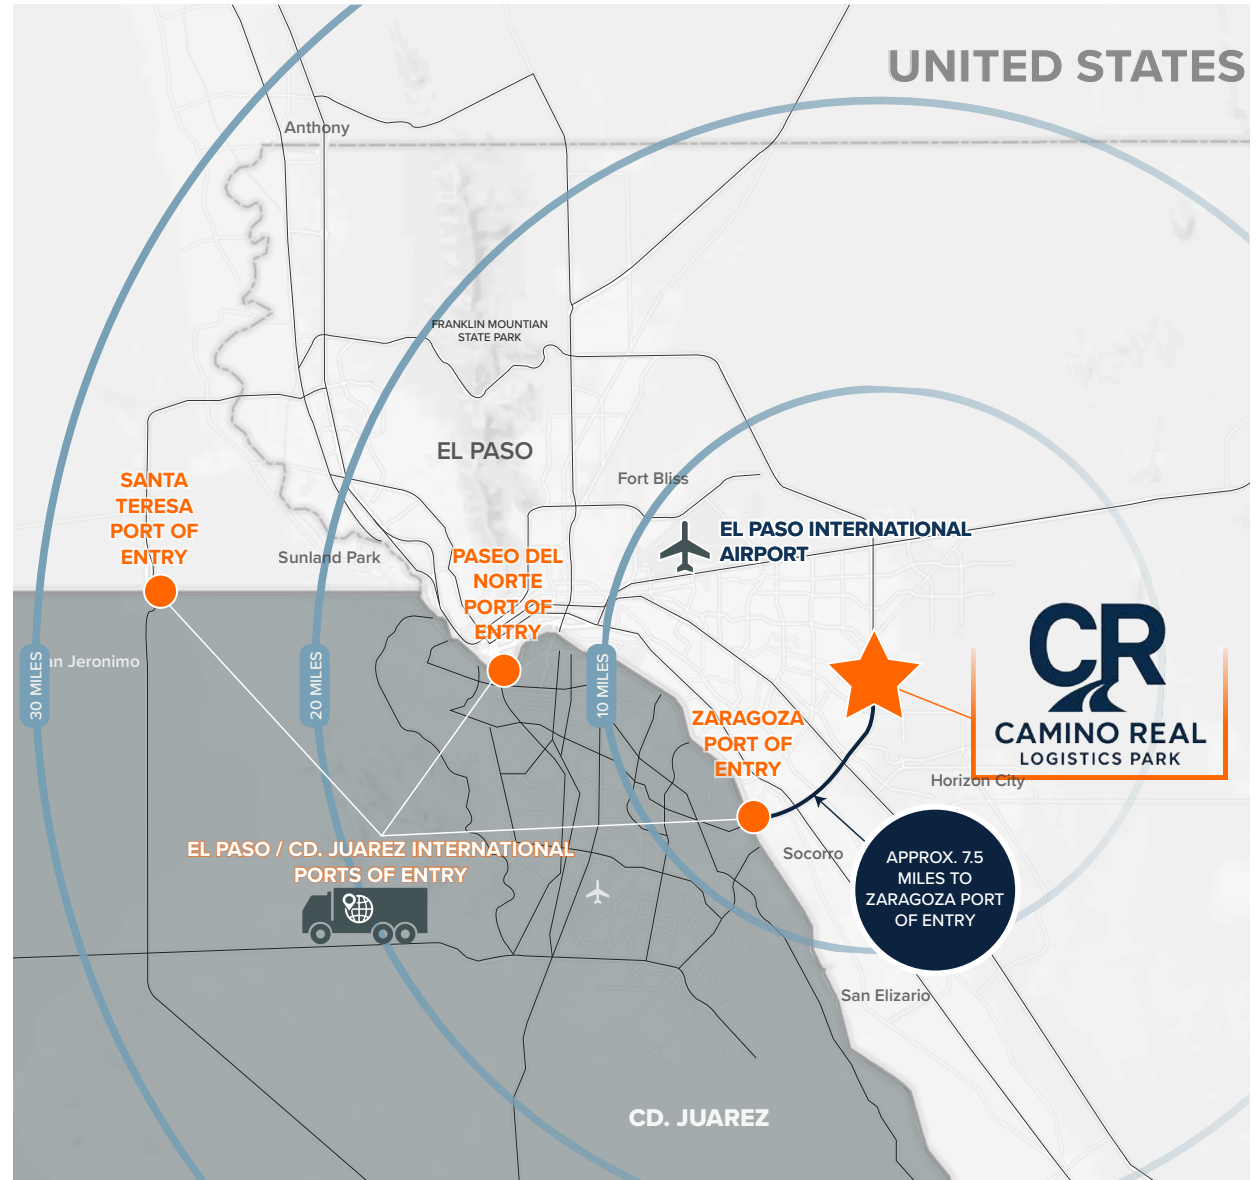 UNITED STATES
Anthony
FRANKLIN MOUNTIAN
STATE PARK
EL PASO
Fort Bliss
SANTA
TERESA
PORT OF
ENTRY
EL PASO INTERNATIONAL
AIRPORT
Sunland Park
PASEO DEL
NORTE
PORT OF
ENTRY
an Jeronimo
30 MILES
20 MILES
10 MILES
CR
CAMINO REAL
LOGISTICS PARK
ZARAGOZA
PORT OF
ENTRY
Horizon City
EL PASO / CD. JUAREZ INTERNATIONAL
PORTS OF ENTRY
Socorro
APPROX. 7.5
MILES TO
ZARAGOZA PORT
OF ENTRY
San Elizario
CD. JUAREZ